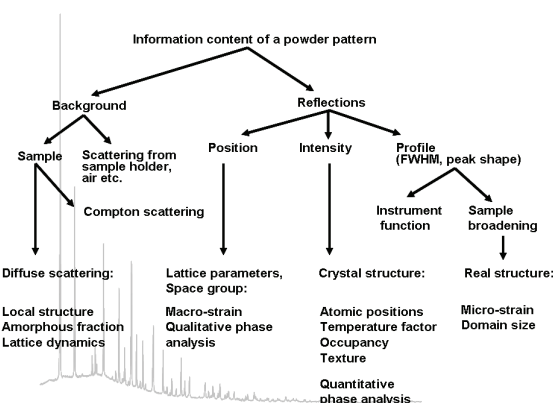 Information content of a powder pattern
Background
Reflections
Sample
Scattering from
sample holder,
air etc.
Position
Intensity
Profile
(FWHM, peak shape)
Compton scattering
Instrument
function
Sample
broadening
Diffuse scattering:
Local structure
Amorphous fraction
Lattice dynamics
Lattice parameters,
Space group:
Macro-strain
Qualitative phase
analysis
Crystal structure:
Atomic positions
Temperature factor
Occupancy
Texture
Quantitative
phase analysis
Real structure:
Micro-strain
Domain size